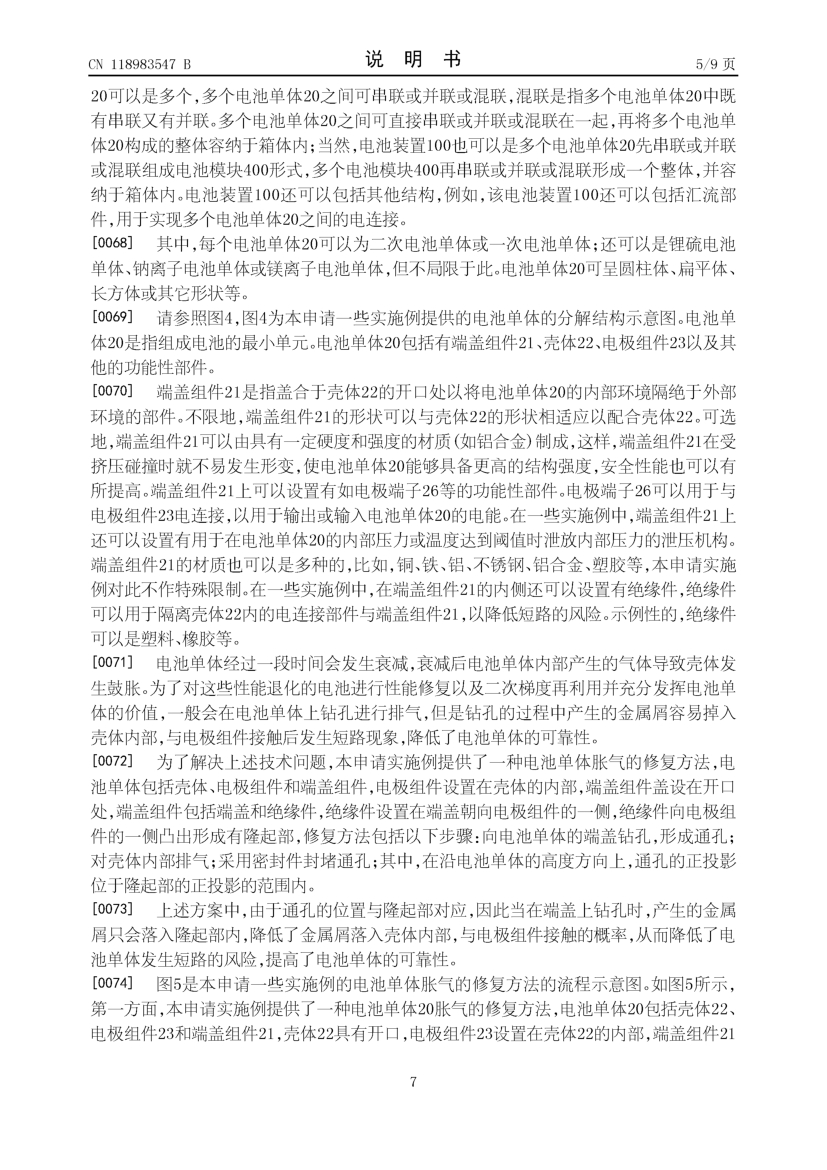 CN 118983547 B
说 明 书
5/9 页
20可以是多个,多个电池单体20之间可串联或并联或混联,混联是指多个电池单体20中既
有串联又有并联。多个电池单体20之间可直接串联或并联或混联在一起,再将多个电池单
体20构成的整体容纳于箱体内;当然,电池装置100也可以是多个电池单体20先串联或并联
或混联组成电池模块400形式,多个电池模块400再串联或并联或混联形成一个整体,并容
纳于箱体内。电池装置100还可以包括其他结构,例如,该电池装置100还可以包括汇流部
件,用于实现多个电池单体20之间的电连接。
[0068] 其中,每个电池单体20可以为二次电池单体或一次电池单体;还可以是锂硫电池
单体、钠离子电池单体或镁离子电池单体,但不局限于此。电池单体20可呈圆柱体、扁平体、
长方体或其它形状等。
[0069] 请参照图4,图4为本申请一些实施例提供的电池单体的分解结构示意图。电池单
体20是指组成电池的最小单元。电池单体20包括有端盖组件21、壳体22、电极组件23以及其
他的功能性部件。
[0070] 端盖组件21是指盖合于壳体22的开口处以将电池单体20的内部环境隔绝于外部
环境的部件。不限地,端盖组件21的形状可以与壳体22的形状相适应以配合壳体22。可选
地,端盖组件21可以由具有一定硬度和强度的材质(如铝合金)制成,这样,端盖组件21在受
挤压碰撞时就不易发生形变,使电池单体20能够具备更高的结构强度,安全性能也可以有
所提高。端盖组件21上可以设置有如电极端子26等的功能性部件。电极端子26可以用于与
电极组件23电连接,以用于输出或输入电池单体20的电能。在一些实施例中,端盖组件21上
还可以设置有用于在电池单体20的内部压力或温度达到阈值时泄放内部压力的泄压机构。
端盖组件21的材质也可以是多种的,比如,铜、铁、铝、不锈钢、铝合金、塑胶等,本申请实施
例对此不作特殊限制。在一些实施例中,在端盖组件21的内侧还可以设置有绝缘件,绝缘件
可以用于隔离壳体22内的电连接部件与端盖组件21,以降低短路的风险。示例性的,绝缘件
可以是塑料、橡胶等。
[0071] 电池单体经过一段时间会发生衰减,衰减后电池单体内部产生的气体导致壳体发
生鼓胀。为了对这些性能退化的电池进行性能修复以及二次梯度再利用并充分发挥电池单
体的价值,一般会在电池单体上钻孔进行排气,但是钻孔的过程中产生的金属屑容易掉入
壳体内部,与电极组件接触后发生短路现象,降低了电池单体的可靠性。
[0072] 为了解决上述技术问题,本申请实施例提供了一种电池单体胀气的修复方法,电
池单体包括壳体、电极组件和端盖组件,电极组件设置在壳体的内部,端盖组件盖设在开口
处,端盖组件包括端盖和绝缘件,绝缘件设置在端盖朝向电极组件的一侧,绝缘件向电极组
件的一侧凸出形成有隆起部,修复方法包括以下步骤:向电池单体的端盖钻孔,形成通孔;
对壳体内部排气;采用密封件封堵通孔;其中,在沿电池单体的高度方向上,通孔的正投影
位于隆起部的正投影的范围内。
[0073] 上述方案中,由于通孔的位置与隆起部对应,因此当在端盖上钻孔时,产生的金属
屑只会落入隆起部内,降低了金属屑落入壳体内部,与电极组件接触的概率,从而降低了电
池单体发生短路的风险,提高了电池单体的可靠性。
[0074] 图5是本申请一些实施例的电池单体胀气的修复方法的流程示意图。如图5所示,
第一方面,本申请实施例提供了一种电池单体20胀气的修复方法,电池单体20包括壳体22、
电极组件23和端盖组件21,壳体22具有开口,电极组件23设置在壳体22的内部,端盖组件21
7